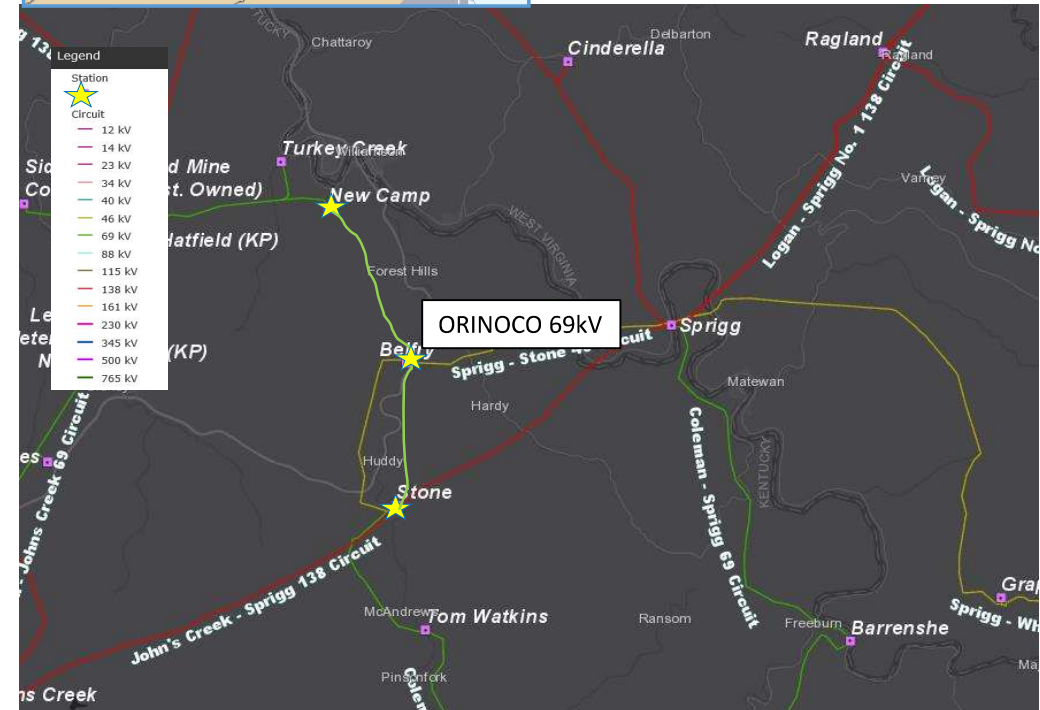 Legend
Station
Circuit
12 kV
14 kV
23 kV
34 kV
40 kV
46 kV
69 kV
88 kV
115 kV
138 kV
161 kV
230 kV
345 kV
500 kV
765 kV
Chattaroy
Cinderella
Delbarton
Ragland
Ragland
Turkey Creek
Williamson
d Mine
st. Owned)
New Camp
Hatfield (KP)
(KP)
WEST VIRGINIA
Varney
Logan - Sprigg No. 1 138 Circuit
Logan - Sprigg No
Forest Hills
ORINOCO 69kV
Sprigg
Belfry
Sprigg - Stone
cuit
Matewan
Hardy
Huddy
Stone
KENTUCKY
Coleman - Sprigg 69 Circuit
Johns Creek 69 Circuit
John's Creek - Sprigg 138 Circuit
McAndrews
Tom Watkins
Ransom
Freeburn
Barrenshe
Sprigg - Wh
Pinsonfork
Colem
ns Creek